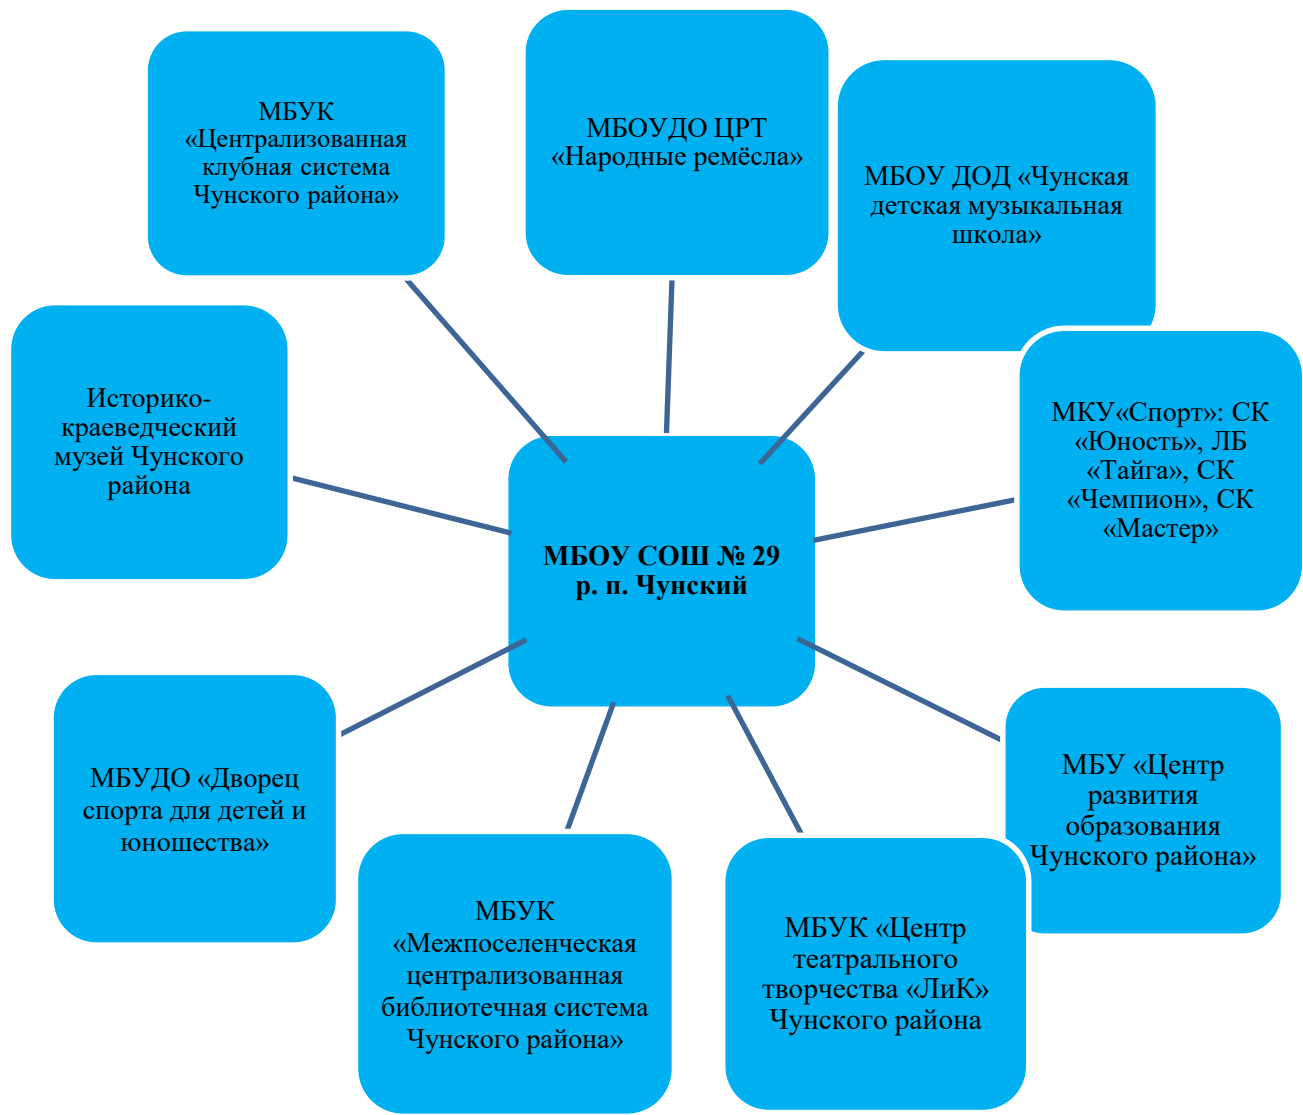 МБУК
«Централизованная
клубная система
Чунского района»
МБОУДО ЦРТ
«Народные ремёсла»
МБОУ ДОД «Чунская
детская музыкальная
школа»
Историко-
краеведческий
музей Чунского
района
МКУ«Спорт»: СК
«Юность», ЛБ
«Тайга», СК
«Чемпион», СК
«Мастер»
МБОУ СОШ № 29
р. п. Чунский
МБУДО «Дворец
спорта для детей и
юношества»
МБУ «Центр
развития
образования
Чунского района»
МБУК
«Межпоселенческая
централизованная
библиотечная система
Чунского района»
МБУК «Центр
театрального
творчества «ЛиК»
Чунского района